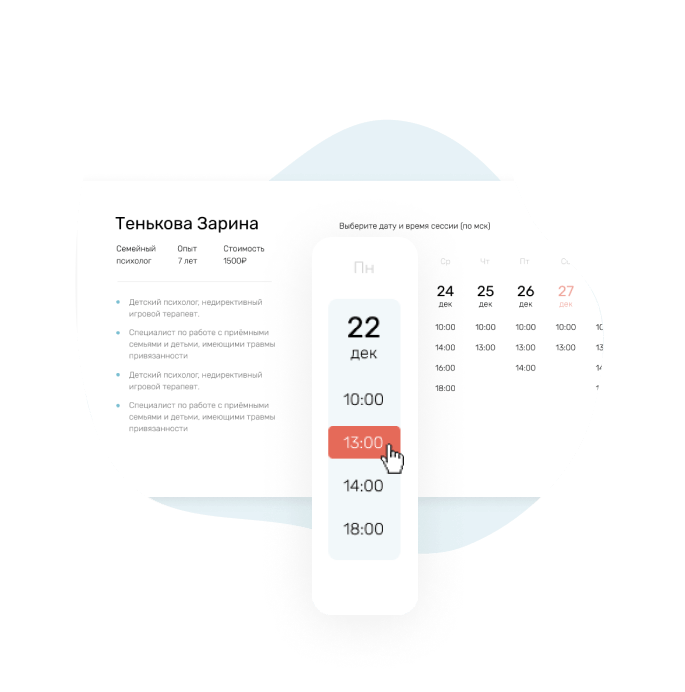 Тенькова Зарина
Семейный психолог
Опыт 7 лет
Стоимость 1500₽
Детский психолог, недирективный
игровой терапевт.
Специалист по работе с приёмными
семьями и детьми, имеющими травмы
привязанности
Детский психолог, недирективный
игровой терапевт.
Специалист по работе с приёмными
семьями и детьми, имеющими травмы
привязанности
Выберите дату и время сессии (по мск)
Пн
22
дек
10:00
13:00
14:00
18:00
Ср Чт Пт
24 25 26 27
дек дек дек дек
10:00 10:00 10:00 10:00
14:00 13:00 13:00 13:00
16:00 14:00
18:00